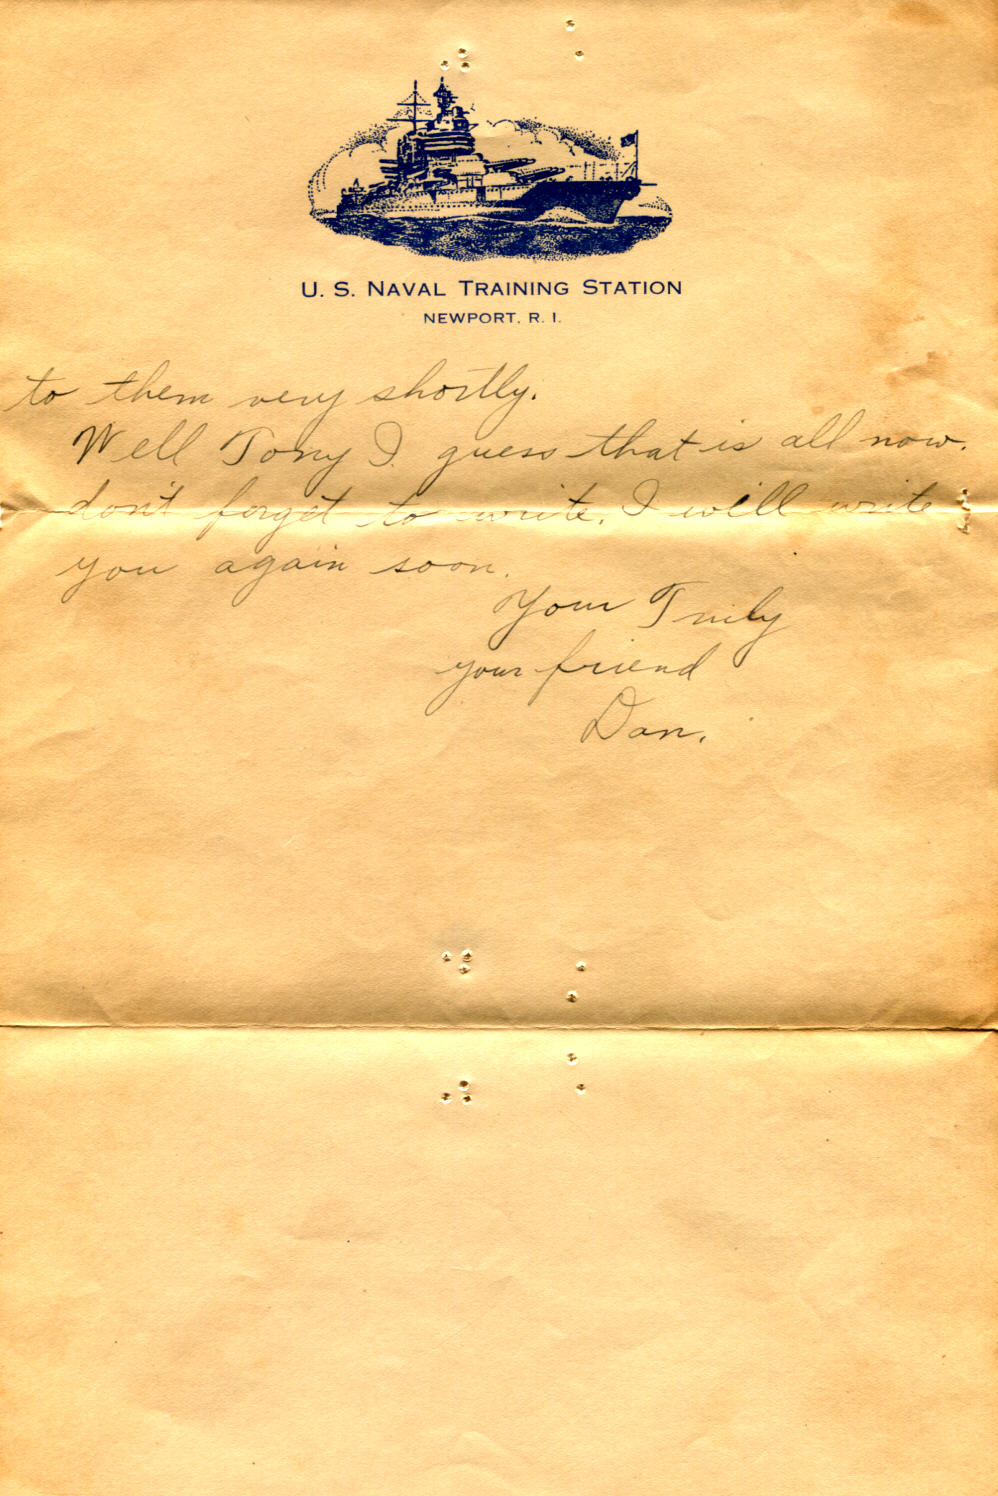 U. S. NAVAL TRAINING STATION
NEWPORT, R. I.
to them very shortly.
Well Tony I guess that is all now.
don't forget to write. I will write
you again soon.
Your Truly
your friend
Dan.